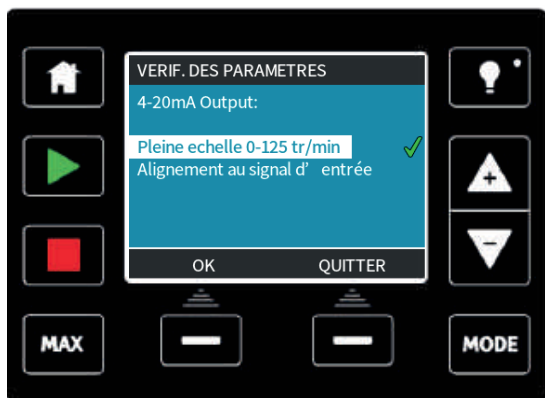 VERIF. DES PARAMETRES
4-20mA Output:
Pleine echelle 0-125 tr/min
Alignement au signal d’ entrée
OK QUITTER
MAX
MODE